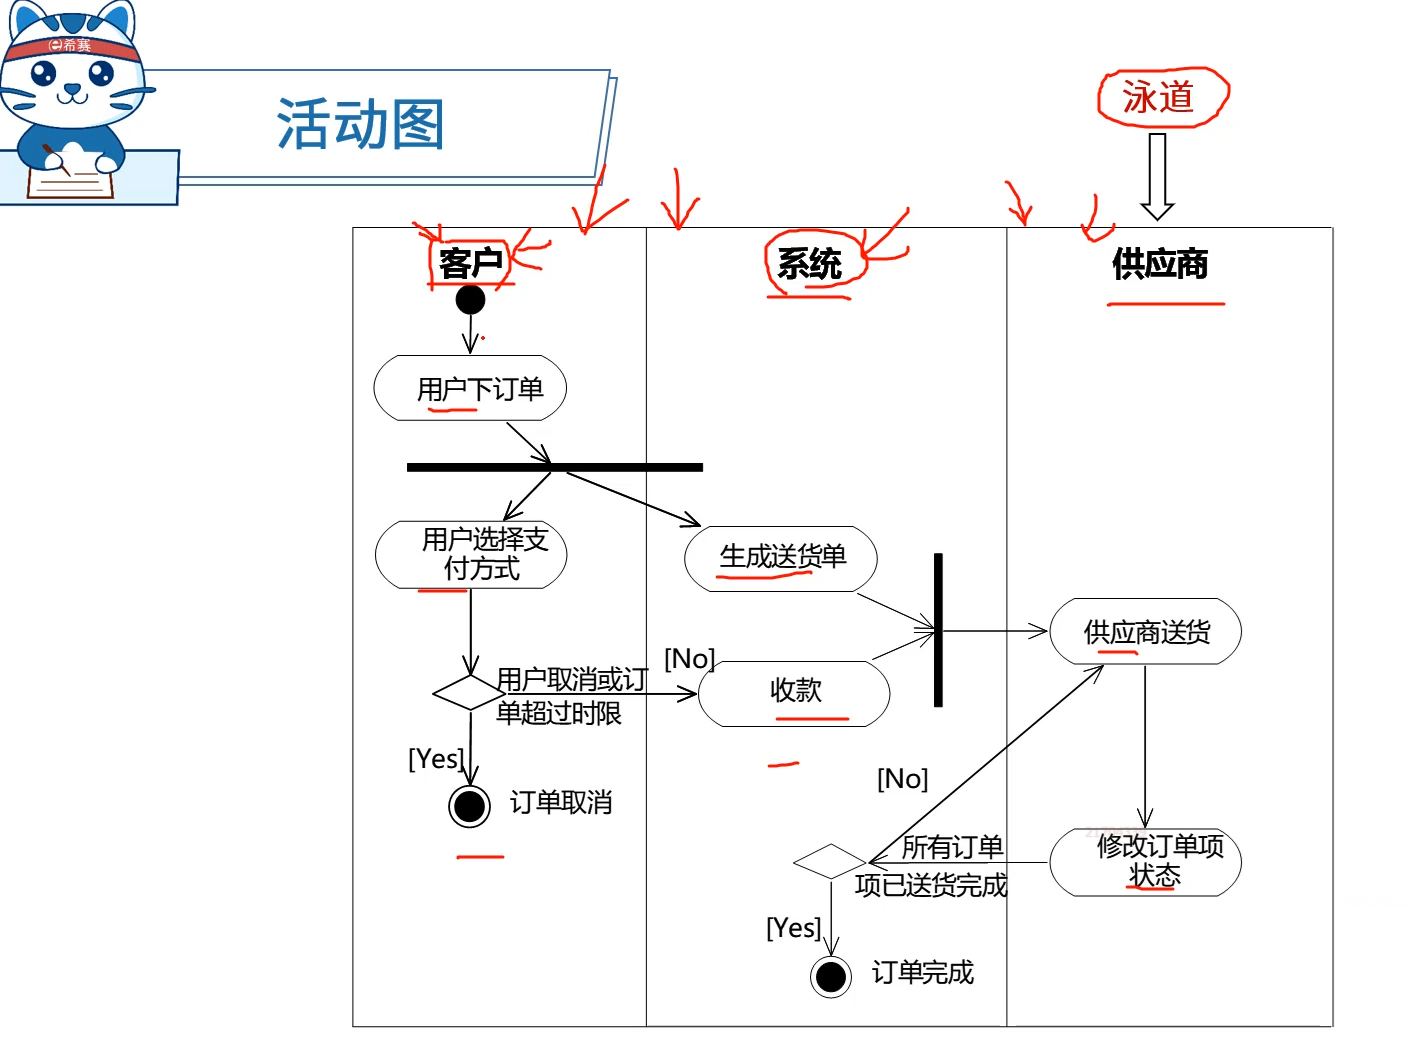 希赛
活动图
泳道
客户
系统
供应商
用户下订单
用户选择支
付方式
生成送货单
供应商送货
[No]
用户取消或订
单超过时限
收款
[Yes]
订单取消
[No]
所有订单
项已送货完成
修改订单项
状态
[Yes]
订单完成